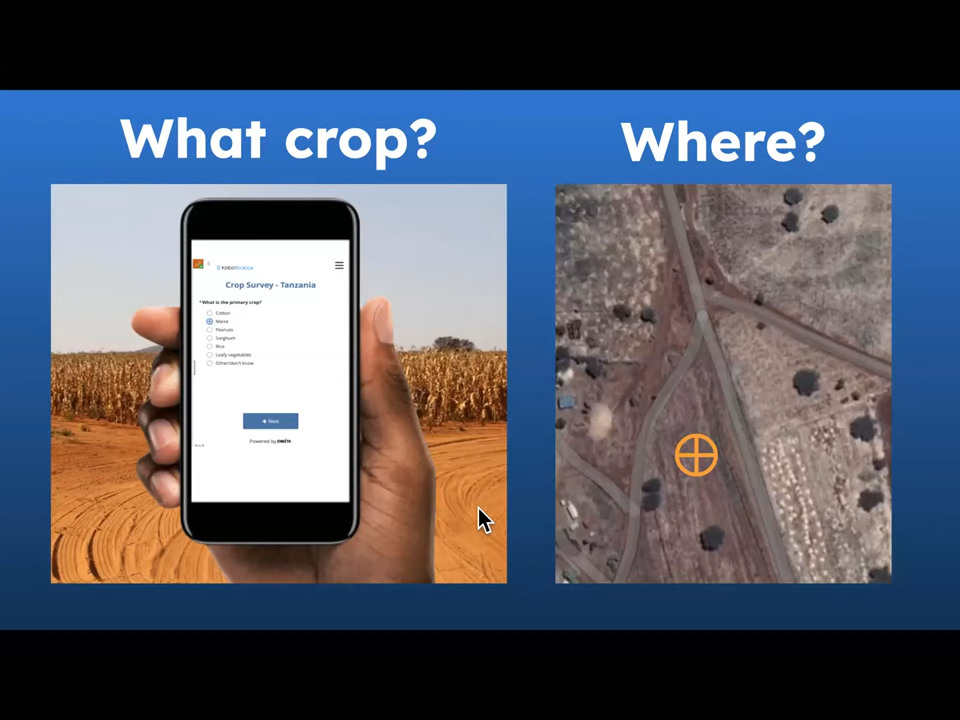 What crop?
Where?
KoboToolbox
Crop Survey - Tanzania
* What is the primary crop?
Cotton
Maize
Peanuts
Sorghum
Rice
Leafy vegetables
Other/don't know
Next
Powered by ENKETO